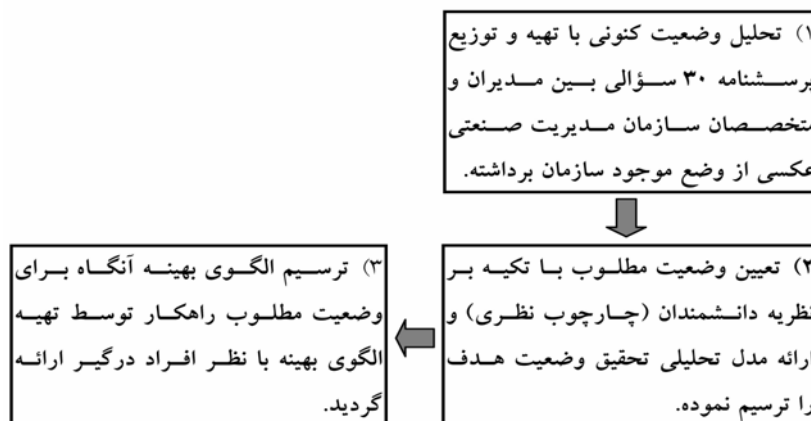 ۱) تحلیل وضعیت کنونی با تهیه و توزیع
پرسشنامه ۳۰ سؤالی بین مدیران و
متخصصان سازمان مدیریت صنعتی
عکسی از وضع موجود سازمان برداشته.
۲) تعیین وضعیت مطلوب با تکیه بر
نظریه دانشمندان (چارچوب نظری) و
ارائه مدل تحلیلی تحقیق وضعیت هدف
را ترسیم نموده.
۳) ترسیم الگوی بهینه آنگاه برای
وضعیت مطلوب راهکار توسط تهیه
الگوی بهینه با نظر افراد درگیر ارائه
گردید.